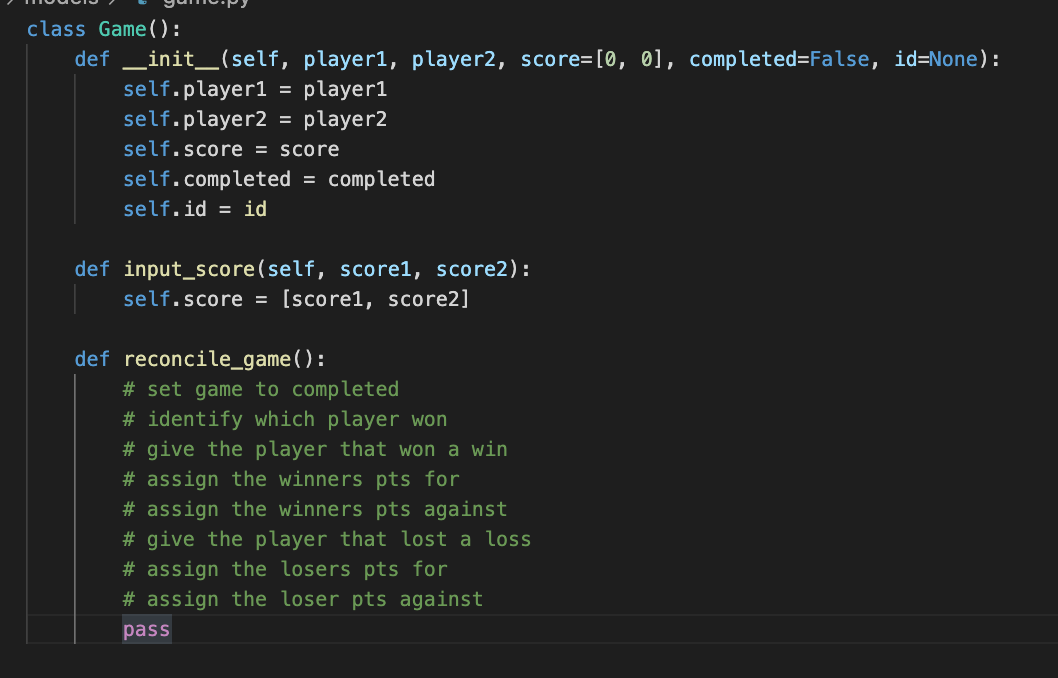 models > game.py
class Game():
    def __init__(self, player1, player2, score=[0, 0], completed=False, id=None):
        self.player1 = player1
        self.player2 = player2
        self.score = score
        self.completed = completed
        self.id = id
    def input_score(self, score1, score2):
        self.score = [score1, score2]
    def reconcile_game():
        # set game to completed
        # identify which player won
        # give the player that won a win
        # assign the winners pts for
        # assign the winners pts against
        # give the player that lost a loss
        # assign the losers pts for
        # assign the loser pts against
        pass